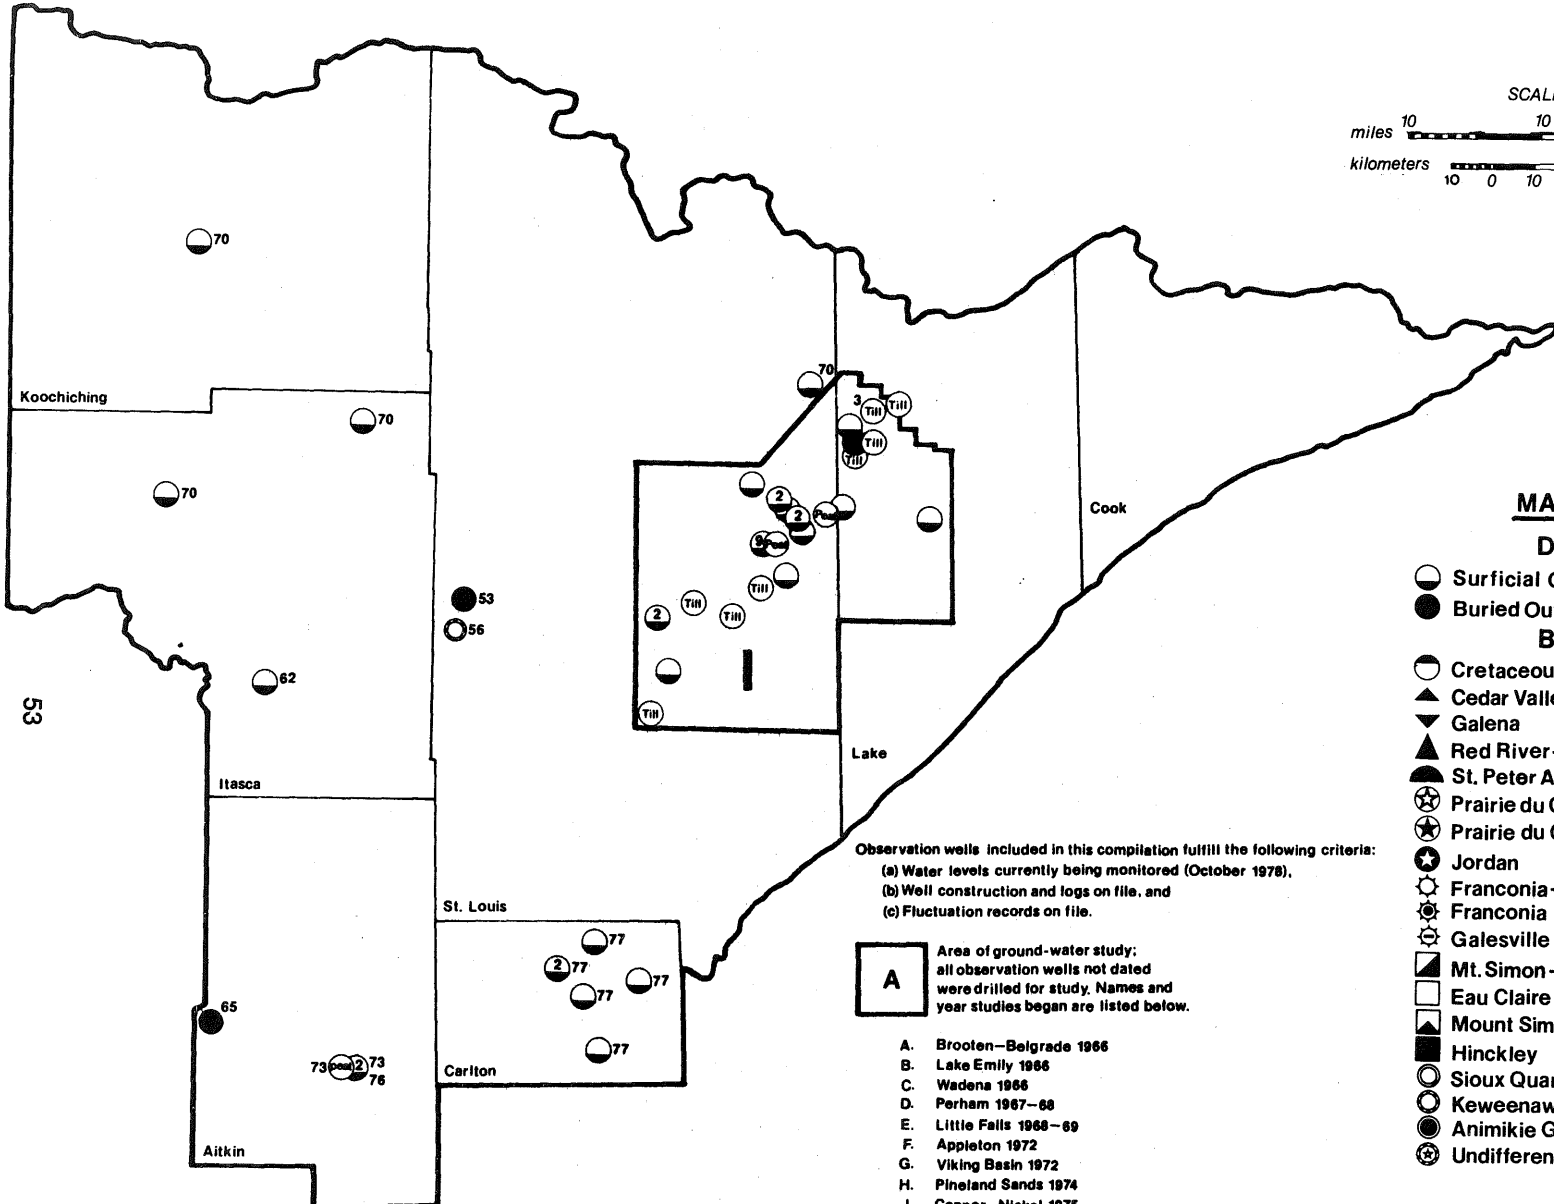 SCAL
10 10
miles
kilometers
10 0 10
70
Koochiching
70
70
70
3
Till
Till
Till
Till
2
2
Peat
9
Peat
Till
Till
Till
2
Till
I
Cook
53
56
62
53
Itasca
Lake
St. Louis
77
2 77
77
77
77
Carlton
65
73 peat 2 73
76
Aitkin
Observation wells included in this compilation fulfill the following criteria:
(a) Water levels currently being monitored (October 1978),
(b) Well construction and logs on file, and
(c) Fluctuation records on file.
A
Area of ground-water study;
all observation wells not dated
were drilled for study. Names and
year studies began are listed below.
A. Brooten-Belgrade 1966
B. Lake Emily 1966
C. Wadena 1966
D. Perham 1967-68
E. Little Falls 1968-69
F. Appleton 1972
G. Viking Basin 1972
H. Pineland Sands 1974
MA
D
Surficial
Buried Ou
B
Cretaceou
Cedar Valle
Galena
Red River-
St. Peter A
Prairie du
Prairie du
Jordan
Franconia-
Franconia
Galesville
Mt. Simon-
Eau Claire
Mount Sim
Hinckley
Sioux Quar
Keweenaw
Animikie G
Undifferen